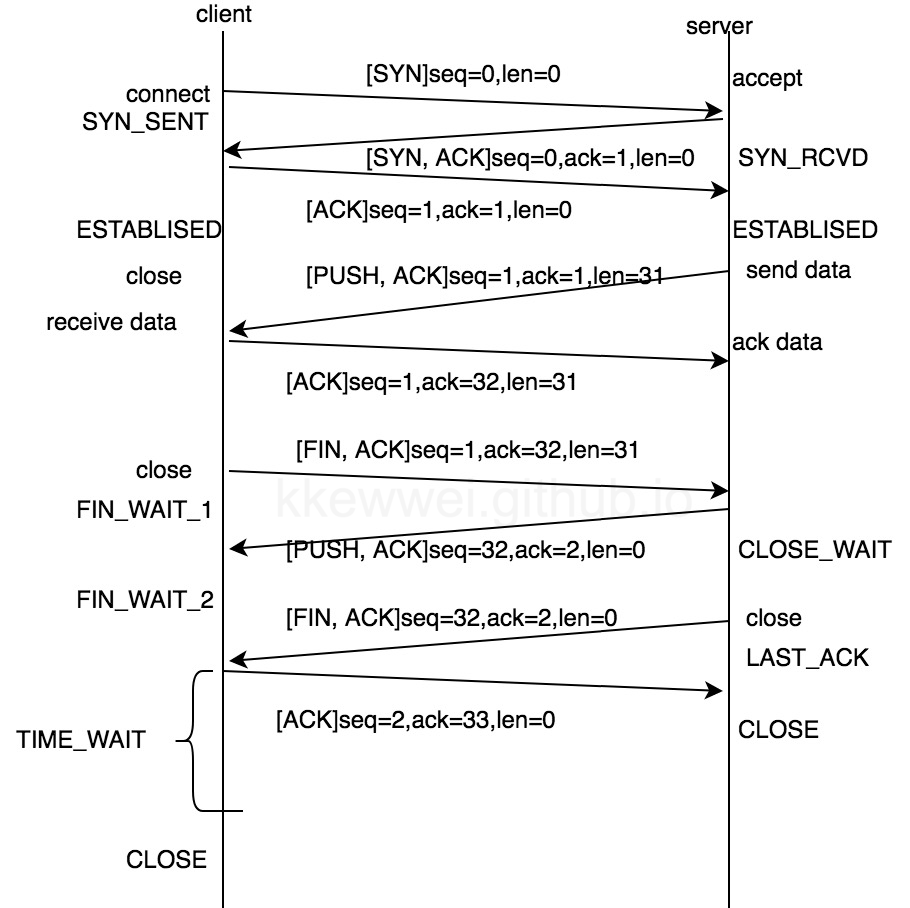 client
server
[SYN]seq=0,len=0
accept
connect
SYN_SENT
[SYN, ACK]seq=0,ack=1,len=0
SYN_RCVD
[ACK]seq=1,ack=1,len=0
ESTABLISED
ESTABLISED
close
[PUSH, ACK]seq=1,ack=1,len=31
send data
receive data
ack data
[ACK]seq=1,ack=32,len=31
[FIN, ACK]seq=1,ack=32,len=31
close
kkewwei.github.io
FIN_WAIT_1
[PUSH, ACK]seq=32,ack=2,len=0
CLOSE_WAIT
FIN_WAIT_2
[FIN, ACK]seq=32,ack=2,len=0
close
LAST_ACK
[ACK]seq=2,ack=33,len=0
CLOSE
TIME_WAIT
CLOSE